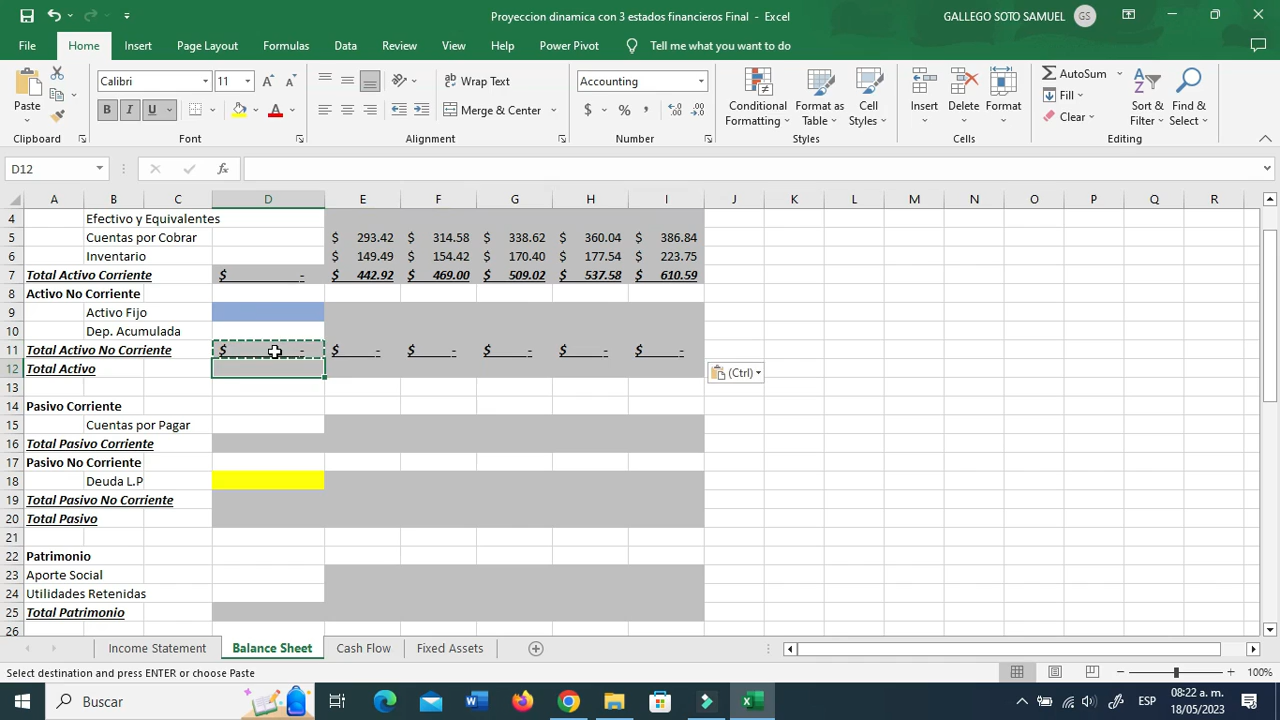 Proyeccion dinamica con 3 estados financieros Final - Excel
GALLEGO SOTO SAMUEL
GS
File Home Insert Page Layout Formulas Data Review View Help Power Pivot Tell me what you want to do
Paste
Clipboard
Calibri 11
B I U
Font
Wrap Text
Merge & Center
Alignment
Accounting
$ % ,
Number
Conditional Formatting
Format as Table
Cell Styles
Styles
Insert Delete Format
Cells
AutoSum
Fill
Clear
Sort & Filter
Find & Select
Editing
D12
A B C D E F G H I J K L M N O P Q R
4 Efectivo y Equivalentes
5 Cuentas por Cobrar $ 293.42 $ 314.58 $ 338.62 $ 360.04 $ 386.84
6 Inventario $ 149.49 $ 154.42 $ 170.40 $ 177.54 $ 223.75
7 Total Activo Corriente $ - $ 442.92 $ 469.00 $ 509.02 $ 537.58 $ 610.59
8 Activo No Corriente
9 Activo Fijo
10 Dep. Acumulada
11 Total Activo No Corriente $ - $ - $ - $ - $ - $ -
12 Total Activo
(Ctrl)
13
14 Pasivo Corriente
15 Cuentas por Pagar
16 Total Pasivo Corriente
17 Pasivo No Corriente
18 Deuda L.P
19 Total Pasivo No Corriente
20 Total Pasivo
21
22 Patrimonio
23 Aporte Social
24 Utilidades Retenidas
25 Total Patrimonio
26
Income Statement Balance Sheet Cash Flow Fixed Assets
Select destination and press ENTER or choose Paste
100%
Buscar
ESP
08:22 a. m.
18/05/2023